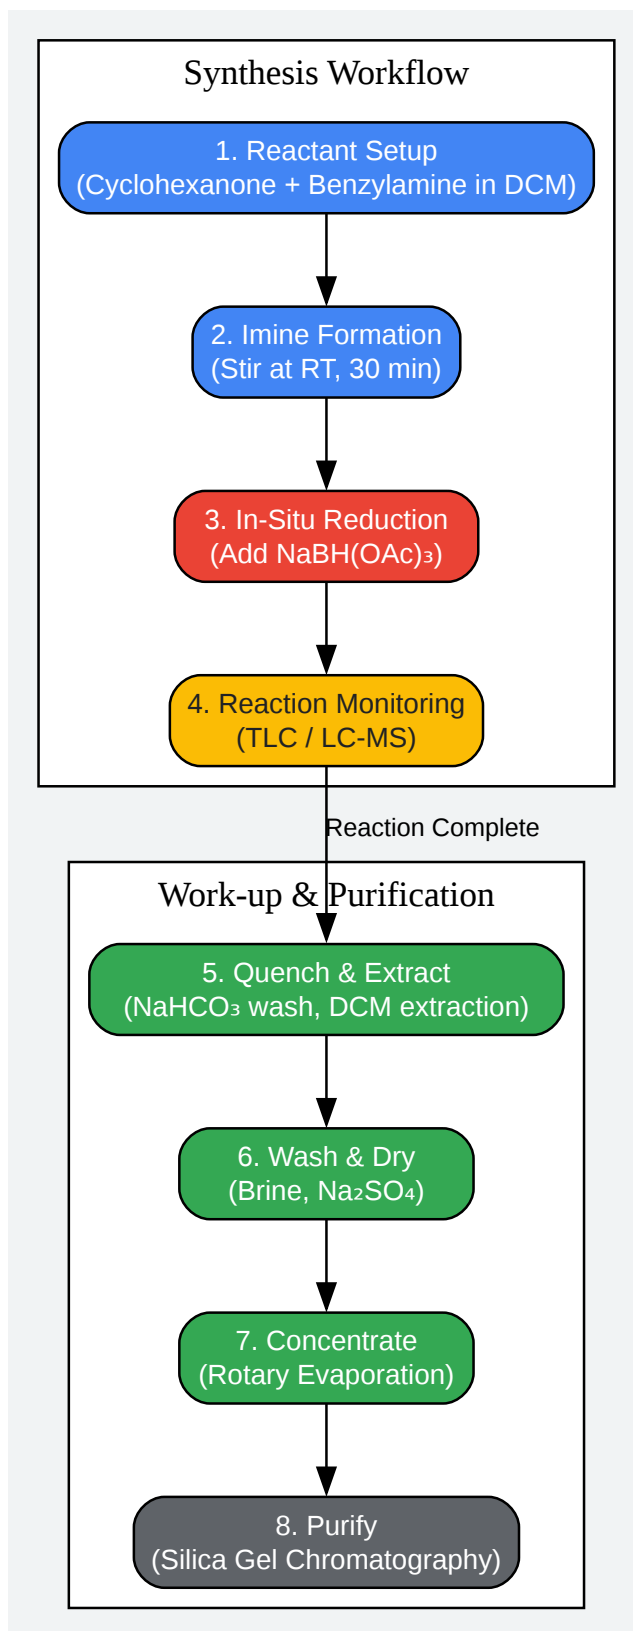 Synthesis Workflow
1. Reactant Setup
(Cyclohexanone + Benzylamine in DCM)
2. Imine Formation
(Stir at RT, 30 min)
3. In-Situ Reduction
(Add NaBH(OAc)₃)
4. Reaction Monitoring
(TLC / LC-MS)
Reaction Complete
Work-up & Purification
5. Quench & Extract
(NaHCO₃ wash, DCM extraction)
6. Wash & Dry
(Brine, Na₂SO₄)
7. Concentrate
(Rotary Evaporation)
8. Purify
(Silica Gel Chromatography)